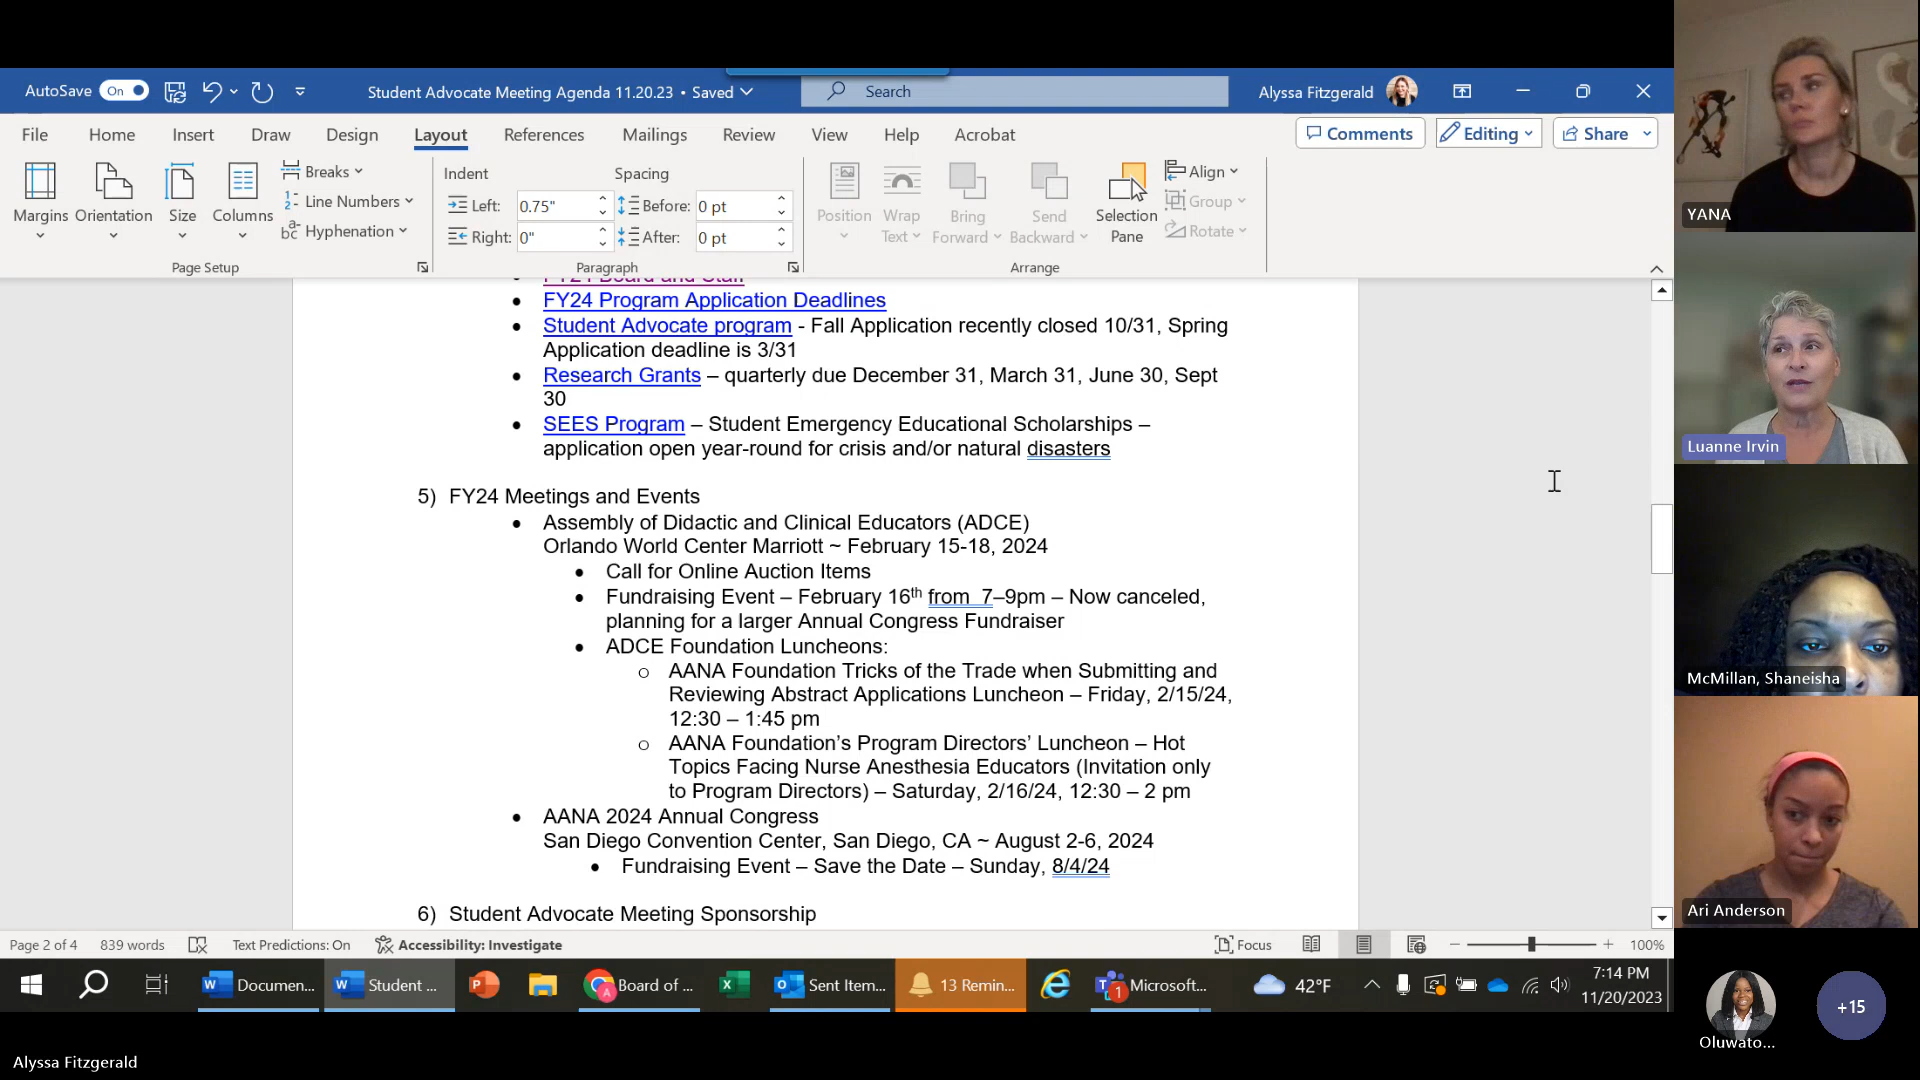 AutoSave On
Student Advocate Meeting Agenda 11.20.23 • Saved
Search
Alyssa Fitzgerald
File Home Insert Draw Design Layout References Mailings Review View Help Acrobat
Comments Editing Share
Margins
Orientation
Size
Columns
Breaks
Line Numbers
Hyphenation
Page Setup
Indent
Left: 0.75"
Right: 0"
Spacing
Before: 0 pt
After: 0 pt
Paragraph
Position
Wrap Text
Bring Forward
Send Backward
Selection Pane
Align
Group
Rotate
Arrange
FY24 Board and Staff
• FY24 Program Application Deadlines
• Student Advocate program - Fall Application recently closed 10/31, Spring
Application deadline is 3/31
• Research Grants – quarterly due December 31, March 31, June 30, Sept
30
• SEES Program – Student Emergency Educational Scholarships –
application open year-round for crisis and/or natural disasters
5) FY24 Meetings and Events
• Assembly of Didactic and Clinical Educators (ADCE)
Orlando World Center Marriott ~ February 15-18, 2024
• Call for Online Auction Items
• Fundraising Event – February 16th from 7–9pm – Now canceled,
planning for a larger Annual Congress Fundraiser
• ADCE Foundation Luncheons:
o AANA Foundation Tricks of the Trade when Submitting and
Reviewing Abstract Applications Luncheon – Friday, 2/15/24,
12:30 – 1:45 pm
o AANA Foundation’s Program Directors’ Luncheon – Hot
Topics Facing Nurse Anesthesia Educators (Invitation only
to Program Directors) – Saturday, 2/16/24, 12:30 – 2 pm
• AANA 2024 Annual Congress
San Diego Convention Center, San Diego, CA ~ August 2-6, 2024
• Fundraising Event – Save the Date – Sunday, 8/4/24
6) Student Advocate Meeting Sponsorship
Page 2 of 4 839 words Text Predictions: On Accessibility: Investigate Focus 100%
Documen... Student ... Board of ... Sent Item... 13 Remin... 1 Microsoft... 42°F 7:14 PM
11/20/2023
Alyssa Fitzgerald
YANA
Luanne Irvin
McMillan, Shaneisha
Ari Anderson
Oluwato...
+15